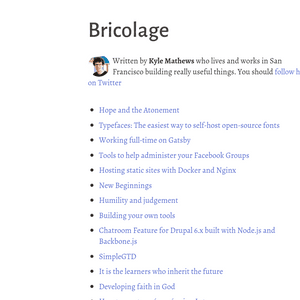 Bricolage
Written by Kyle Mathews who lives and works in San
Francisco building really useful things. You should follow h
on Twitter
Hope and the Atonement
Typefaces: The easiest way to self-host open-source fonts
Working full-time on Gatsby
Tools to help administer your Facebook Groups
Hosting static sites with Docker and Nginx
New Beginnings
Humility and judgement
Building your own tools
Chatroom Feature for Drupal 6.x built with Node.js and
Backbone.js
SimpleGTD
It is the learners who inherit the future
Developing faith in God